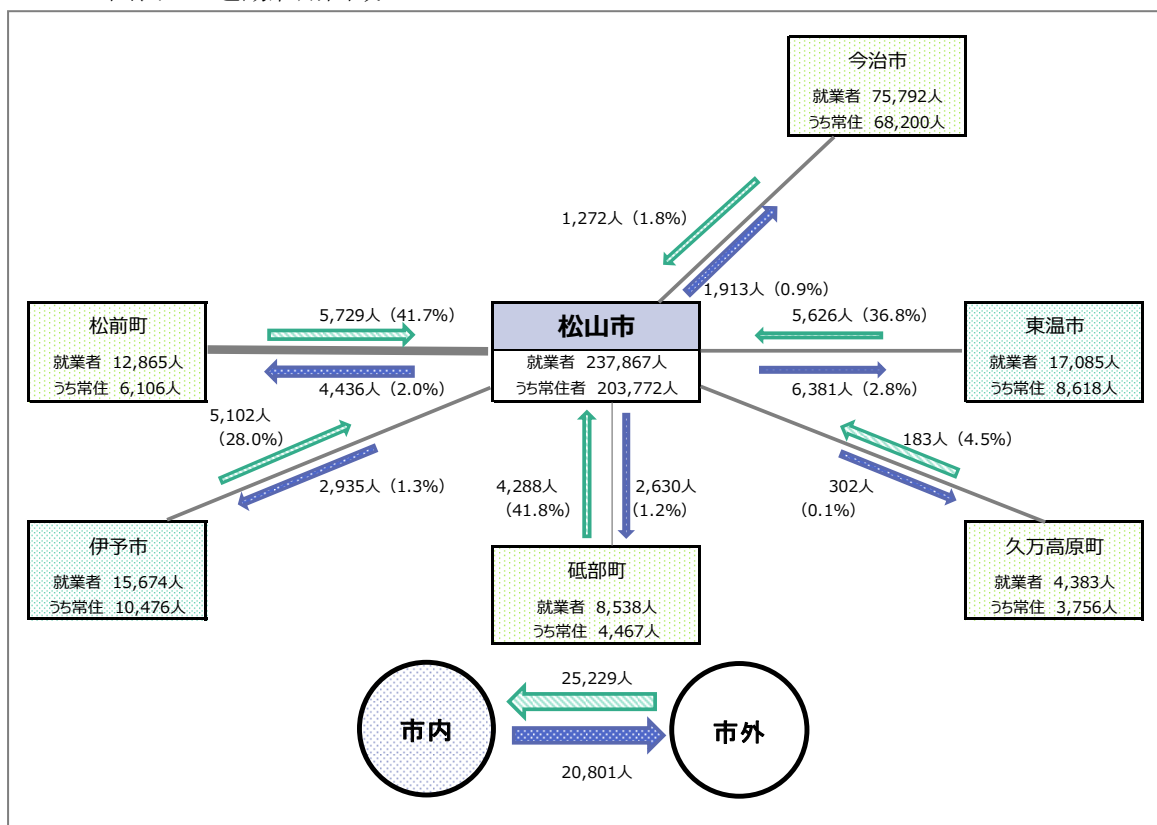 今治市
就業者 75,792人
うち常住 68,200人
1,272人（1.8%）
1,913人（0.9%）
松前町
就業者 12,865人
うち常住 6,106人
5,729人（41.7%）
4,436人（2.0%）
松山市
就業者 237,867人
うち常住者 203,772人
5,626人（36.8%）
6,381人（2.8%）
東温市
就業者 17,085人
うち常住 8,618人
5,102人
（28.0%）
2,935人（1.3%）
4,288人
（41.8%）
2,630人
（1.2%）
183人（4.5%）
302人
（0.1%）
伊予市
就業者 15,674人
うち常住 10,476人
砥部町
就業者 8,538人
うち常住 4,467人
久万高原町
就業者 4,383人
うち常住 3,756人
25,229人
市内
市外
20,801人